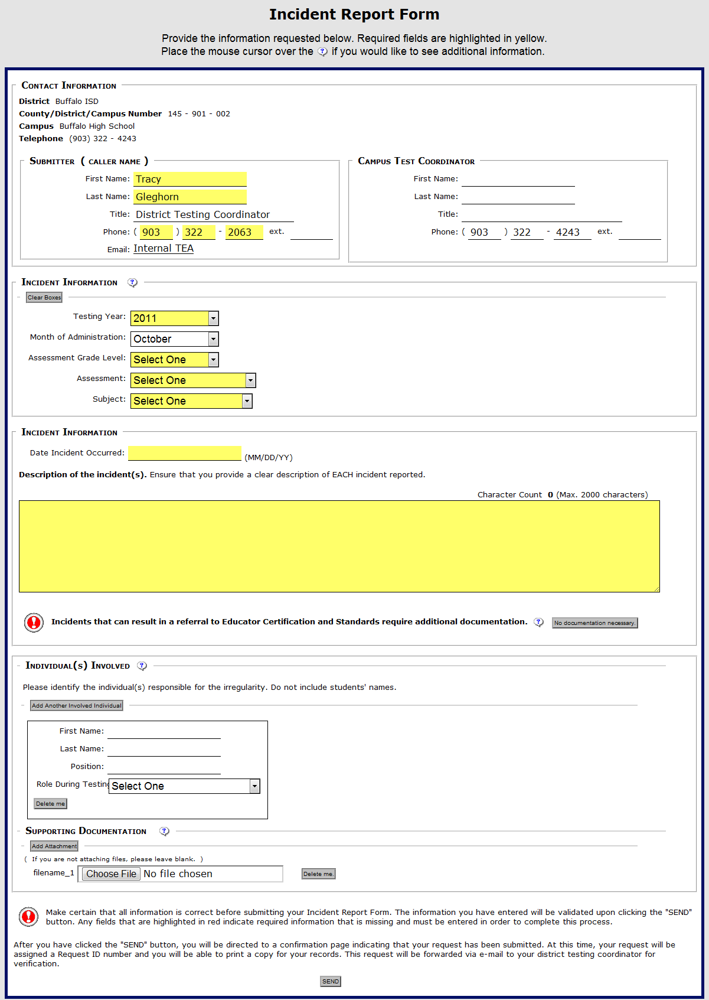 Incident Report Form
Provide the information requested below. Required fields are highlighted in yellow.
Place the mouse cursor over the ? if you would like to see additional information.
Contact Information
District Buffalo ISD
County/District/Campus Number 145 - 901 - 002
Campus Buffalo High School
Telephone (903) 322 - 4243
Submitter ( caller name )
First Name: Tracy
Last Name: Gleghorn
Title: District Testing Coordinator
Phone: ( 903 ) 322 - 2063 ext.
Email: Internal TEA
Campus Test Coordinator
First Name:
Last Name:
Title:
Phone: ( 903 ) 322 - 4243 ext.
Incident Information ?
Clear Boxes
Testing Year: 2011
Month of Administration: October
Assessment Grade Level: Select One
Assessment: Select One
Subject: Select One
Incident Information
Date Incident Occurred: (MM/DD/YY)
Description of the incident(s). Ensure that you provide a clear description of EACH incident reported.
Character Count 0 (Max. 2000 characters)
! Incidents that can result in a referral to Educator Certification and Standards require additional documentation. ? No documentation necessary.
Individual(s) Involved ?
Please identify the individual(s) responsible for the irregularity. Do not include students' names.
Add Another Involved Individual
First Name:
Last Name:
Position:
Role During Testing Select One
Delete me
Supporting Documentation ?
Add Attachment
( If you are not attaching files, please leave blank. )
filename_1 Choose File No file chosen Delete me.
! Make certain that all information is correct before submitting your Incident Report Form. The information you have entered will be validated upon clicking the "SEND"
button. Any fields that are highlighted in red indicate required information that is missing and must be entered in order to complete this process.
After you have clicked the "SEND" button, you will be directed to a confirmation page indicating that your request has been submitted. At this time, your request will be
assigned a Request ID number and you will be able to print a copy for your records. This request will be forwarded via e-mail to your district testing coordinator for
verification.
SEND